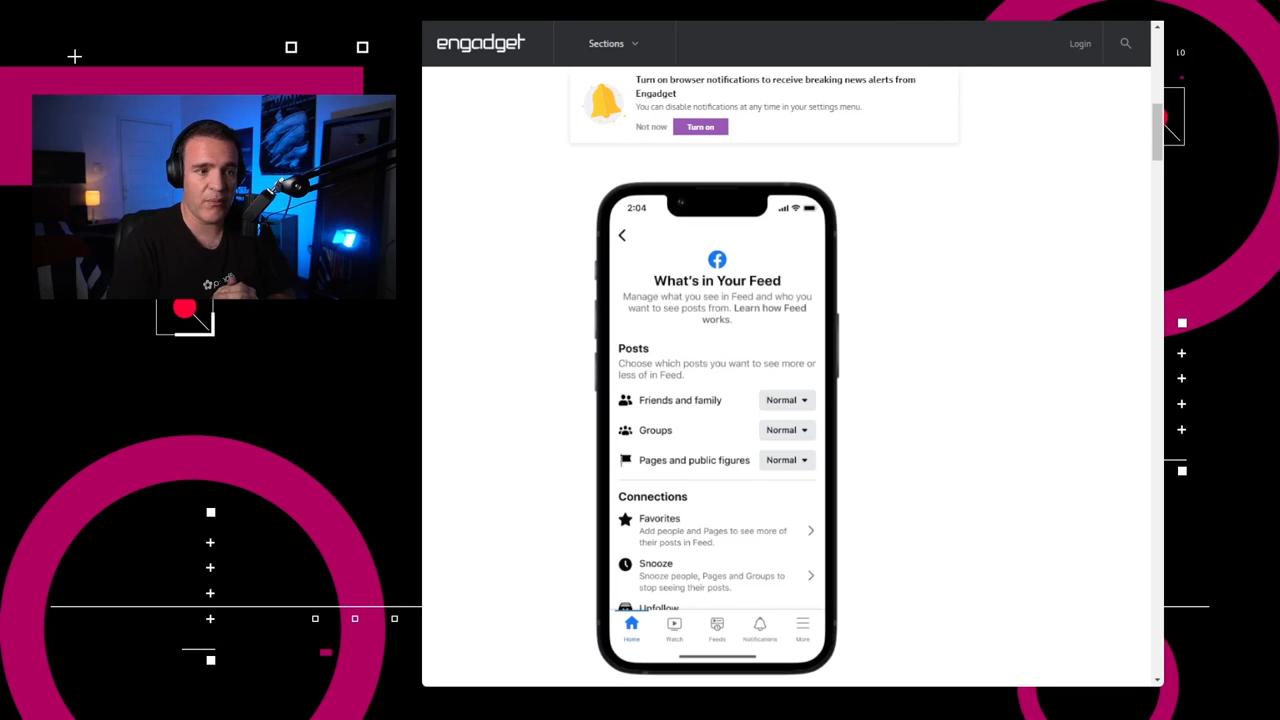 engadget
Sections
Login
Turn on browser notifications to receive breaking news alerts from
Engadget
You can disable notifications at any time in your settings menu.
Not now
Turn on
2:04
What's in Your Feed
Manage what you see in Feed and who you
want to see posts from. Learn how Feed
works.
Posts
Choose which posts you want to see more or
less of in Feed.
Friends and family Normal
Groups Normal
Pages and public figures Normal
Connections
Favorites
Add people and Pages to see more of
their posts in Feed.
Snooze
Snooze people, Pages and Groups to
stop seeing their posts.
Unfollow
Home Watch Feeds Notifications More
10